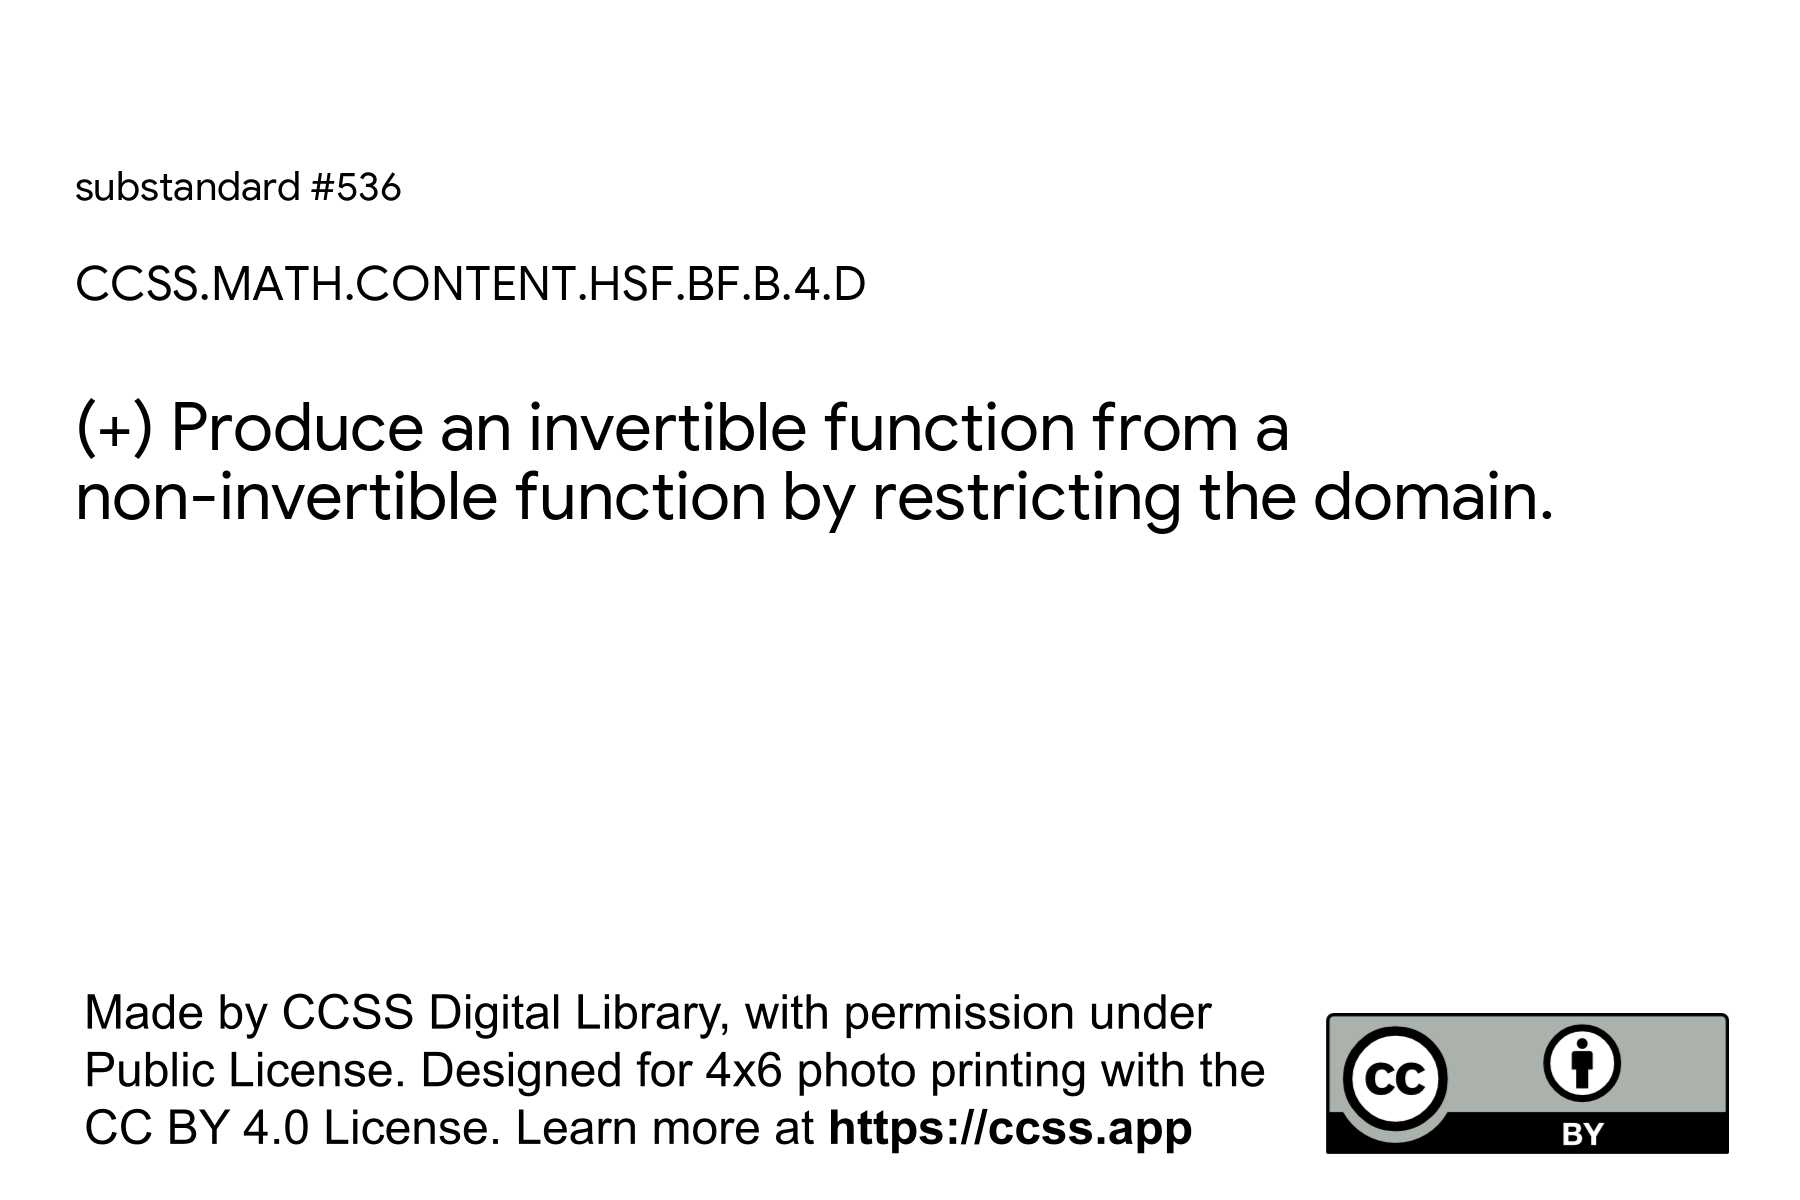 substandard #536
CCSS.MATH.CONTENT.HSF.BF.B.4.D
(+) Produce an invertible function from a
non-invertible function by restricting the domain.
Made by CCSS Digital Library, with permission under
Public License. Designed for 4x6 photo printing with the
CC BY 4.0 License. Learn more at https://ccss.app
cc
BY